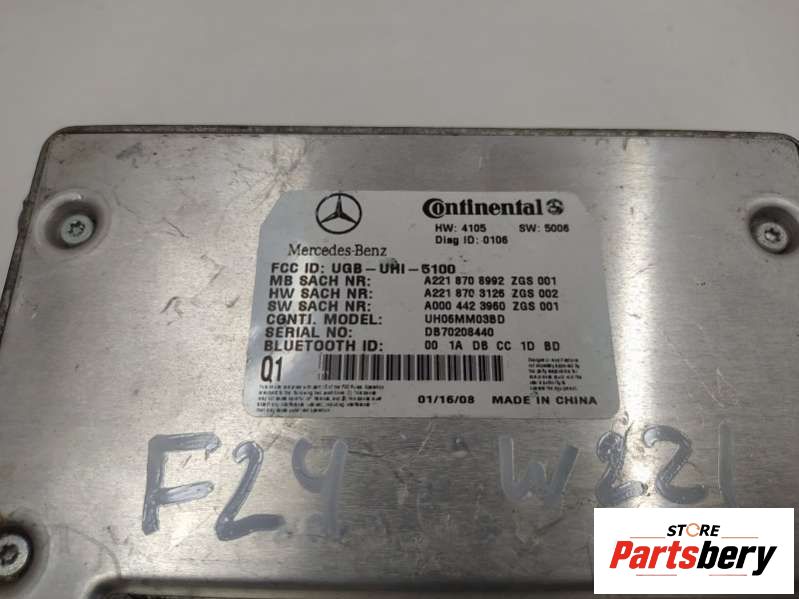 Mercedes-Benz
Continental
HW: 4105 SW: 5006
Diag ID: 0106
FCC ID: UGB-UHI-5100
MB SACH NR: A221 870 8992 ZGS 001
HW SACH NR: A221 870 3126 ZGS 002
SW SACH NR: A000 442 3960 ZGS 001
CONTI. MODEL: UH06MM03BD
SERIAL NO: DB70208440
BLUETOOTH ID: 00 1A DB CC 1D BD
Q1
01/16/08 MADE IN CHINA
F24 W221
STORE
Partsbery